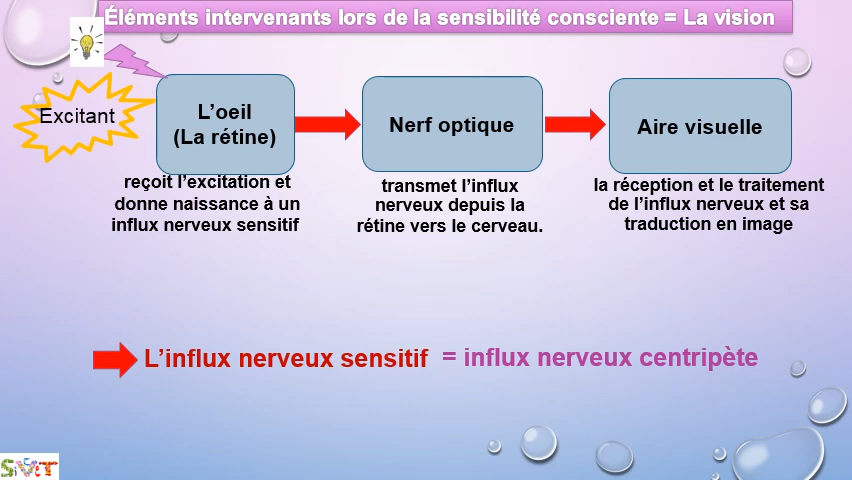 Éléments intervenants lors de la sensibilité consciente = La vision
Excitant
L'oeil
(La rétine)
Nerf optique
Aire visuelle
reçoit l'excitation et
donne naissance à un
influx nerveux sensitif
transmet l'influx
nerveux depuis la
rétine vers le cerveau.
la réception et le traitement
de l'influx nerveux et sa
traduction en image
L'influx nerveux sensitif = influx nerveux centripète